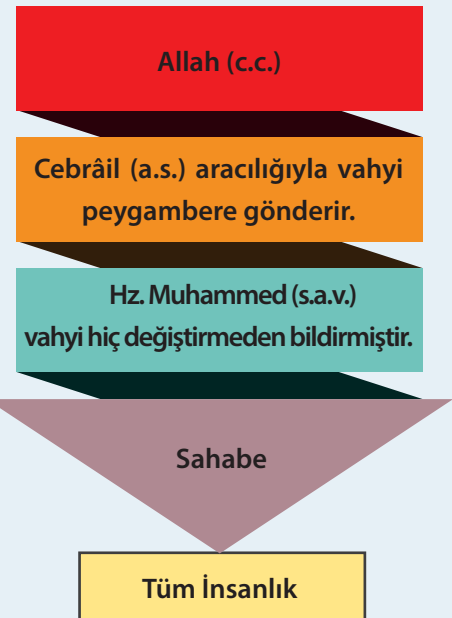 Allah (c.c.)
Cebrâil (a.s.) aracılığıyla vahyi
peygambere gönderir.
Hz. Muhammed (s.a.v.)
vahyi hiç değiştirmeden bildirmiştir.
Sahabe
Tüm İnsanlık